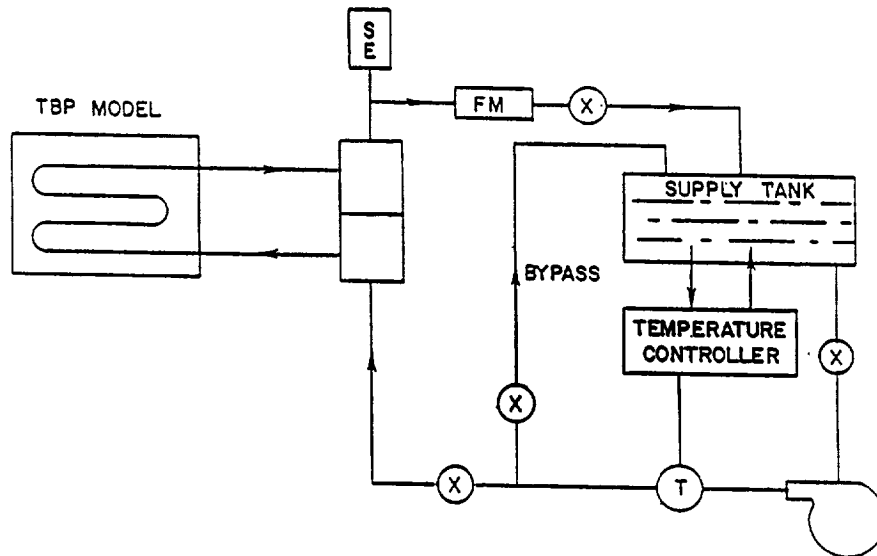 S
E
TBP MODEL
FM
X
SUPPLY TANK
BYPASS
TEMPERATURE
CONTROLLER
X
X
X
T